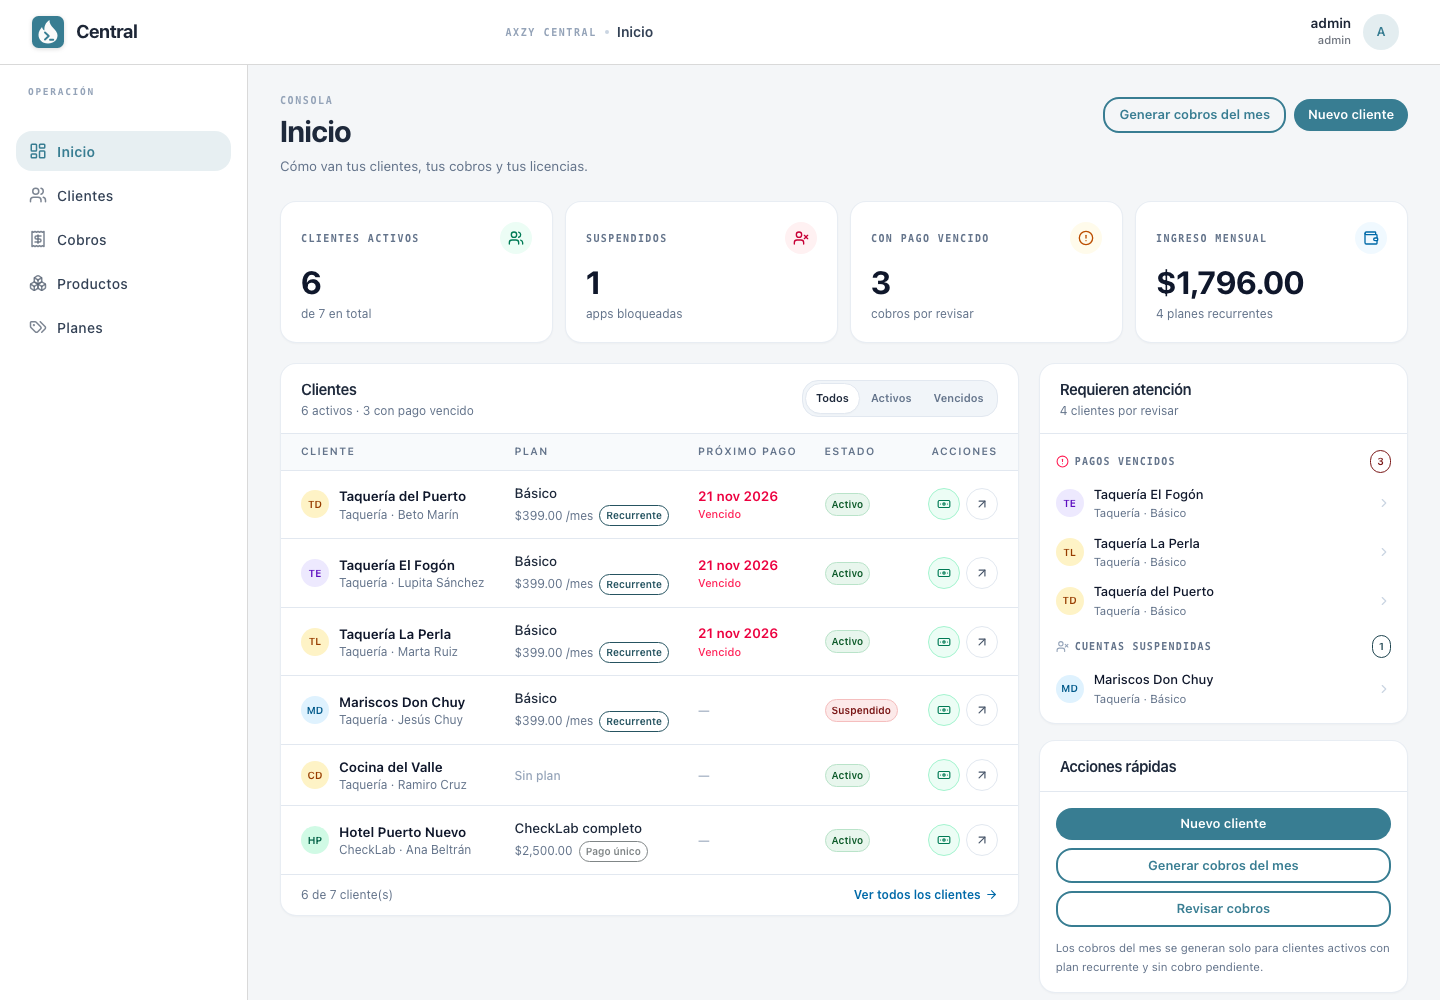 Central
AXZY CENTRAL • Inicio
admin
admin
A
OPERACIÓN
Inicio
Clientes
Cobros
Productos
Planes
CONSOLA
Inicio
Cómo van tus clientes, tus cobros y tus licencias.
Generar cobros del mes
Nuevo cliente
CLIENTES ACTIVOS
6
de 7 en total
SUSPENDIDOS
1
apps bloqueadas
CON PAGO VENCIDO
3
cobros por revisar
INGRESO MENSUAL
$1,796.00
4 planes recurrentes
Clientes
6 activos · 3 con pago vencido
Todos Activos Vencidos
CLIENTE PLAN PRÓXIMO PAGO ESTADO ACCIONES
TD
Taquería del Puerto
Taquería · Beto Marín
Básico
$399.00 /mes Recurrente
21 nov 2026
Vencido
Activo
TE
Taquería El Fogón
Taquería · Lupita Sánchez
Básico
$399.00 /mes Recurrente
21 nov 2026
Vencido
Activo
TL
Taquería La Perla
Taquería · Marta Ruiz
Básico
$399.00 /mes Recurrente
21 nov 2026
Vencido
Activo
MD
Mariscos Don Chuy
Taquería · Jesús Chuy
Básico
$399.00 /mes Recurrente
—
Suspendido
CD
Cocina del Valle
Taquería · Ramiro Cruz
Sin plan
—
Activo
HP
Hotel Puerto Nuevo
CheckLab · Ana Beltrán
CheckLab completo
$2,500.00 Pago único
—
Activo
6 de 7 cliente(s)
Ver todos los clientes →
Requieren atención
4 clientes por revisar
PAGOS VENCIDOS 3
TE
Taquería El Fogón
Taquería · Básico
TL
Taquería La Perla
Taquería · Básico
TD
Taquería del Puerto
Taquería · Básico
CUENTAS SUSPENDIDAS 1
MD
Mariscos Don Chuy
Taquería · Básico
Acciones rápidas
Nuevo cliente
Generar cobros del mes
Revisar cobros
Los cobros del mes se generan solo para clientes activos con
plan recurrente y sin cobro pendiente.